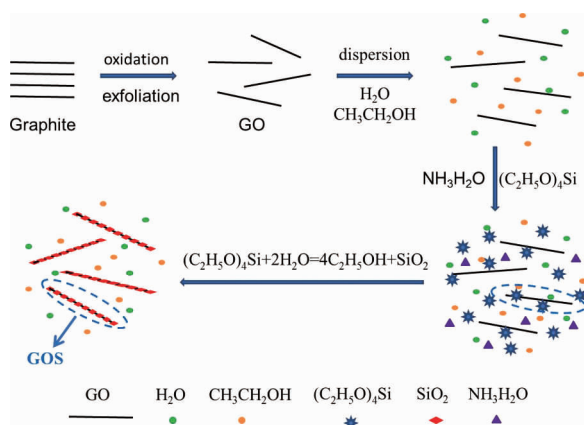 oxidation
exfoliation
Graphite
GO
dispersion
H2O
CH3CH2OH
NH3H2O
(C2H5O)4Si
(C2H5O)4Si+2H2O=4C2H5OH+SiO2
GOS
GO
H2O
CH3CH2OH
(C2H5O)4Si
SiO2
NH3H2O